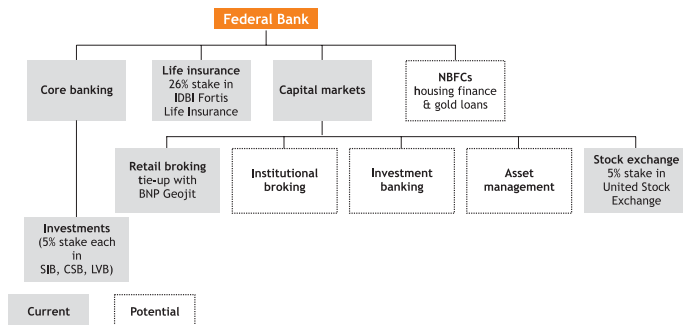 Federal Bank
Core banking
Life insurance
26% stake in
IDBI Fortis
Life Insurance
Capital markets
NBFCs
housing finance
& gold loans
Retail broking
tie-up with
BNP Geojit
Institutional
broking
Investment
banking
Asset
management
Stock exchange
5% stake in
United Stock
Exchange
Investments
(5% stake each
in
SIB, CSB, LVB)
Current
Potential